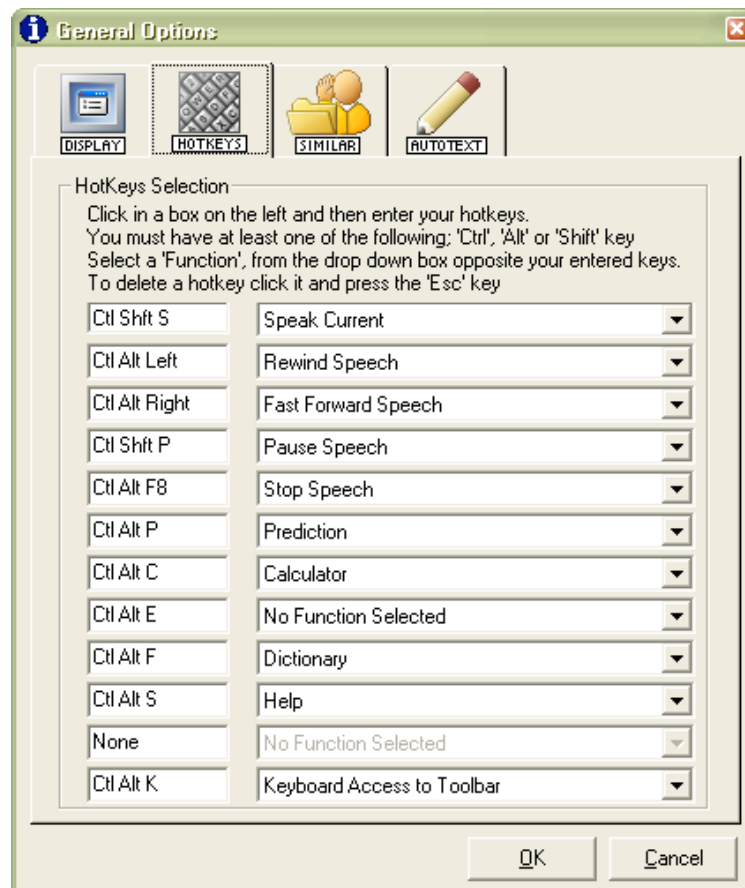 General Options
DISPLAY HOTKEYS SIMILAR AUTOTEXT
HotKeys Selection
Click in a box on the left and then enter your hotkeys.
You must have at least one of the following; 'Ctrl', 'Alt' or 'Shift' key
Select a 'Function', from the drop down box opposite your entered keys.
To delete a hotkey click it and press the 'Esc' key
Ctl Shft S Speak Current
Ctl Alt Left Rewind Speech
Ctl Alt Right Fast Forward Speech
Ctl Shft P Pause Speech
Ctl Alt F8 Stop Speech
Ctl Alt P Prediction
Ctl Alt C Calculator
Ctl Alt E No Function Selected
Ctl Alt F Dictionary
Ctl Alt S Help
None No Function Selected
Ctl Alt K Keyboard Access to Toolbar
OK Cancel